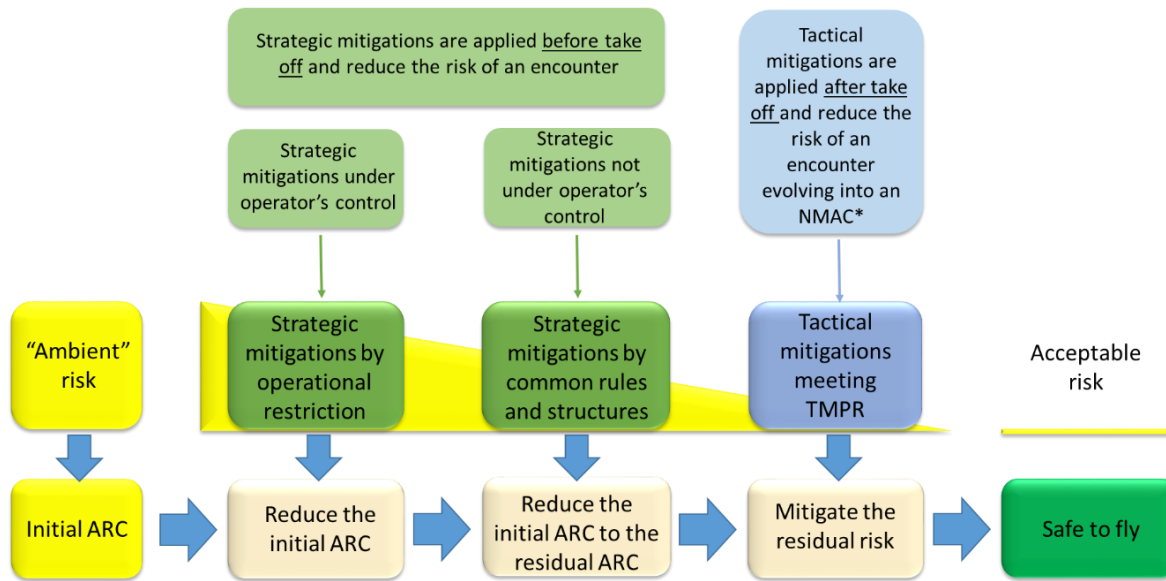 Strategic mitigations are applied before take
off and reduce the risk of an encounter
Tactical
mitigations are
applied after take
off and reduce the
risk of an
encounter
evolving into an
NMAC*
Strategic
mitigations under
operator’s control
Strategic
mitigations not
under operator’s
control
“Ambient”
risk
Strategic
mitigations by
operational
restriction
Strategic
mitigations by
common rules
and structures
Tactical
mitigations
meeting
TMPR
Acceptable
risk
Initial ARC
Reduce the
initial ARC
Reduce the
initial ARC to the
residual ARC
Mitigate the
residual risk
Safe to fly